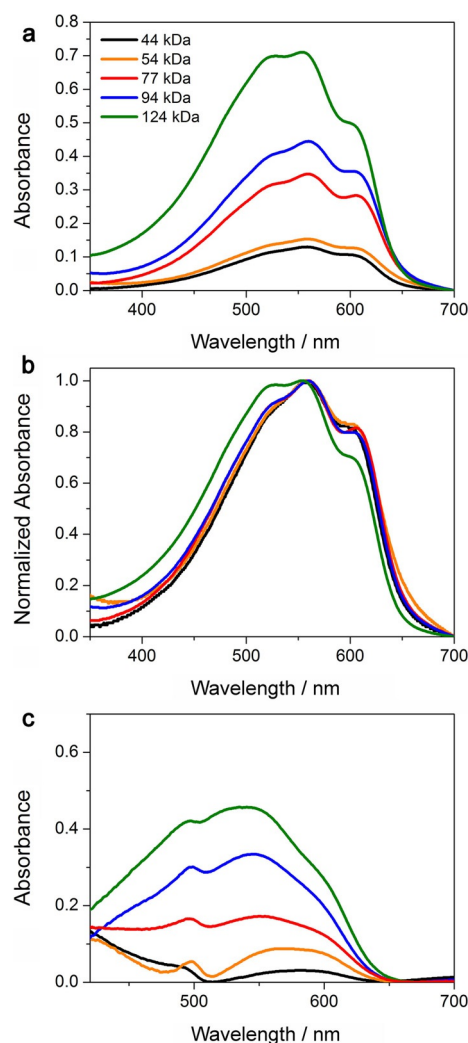 a
0.8
0.7
0.6
0.5
0.4
0.3
0.2
0.1
0.0
44 kDa
54 kDa
77 kDa
94 kDa
124 kDa
Absorbance
400 500 600 700
Wavelength / nm
b
1.0
0.8
0.6
0.4
0.2
0.0
Normalized Absorbance
400 500 600 700
Wavelength / nm
c
0.6
0.4
0.2
0.0
Absorbance
500 600 700
Wavelength / nm